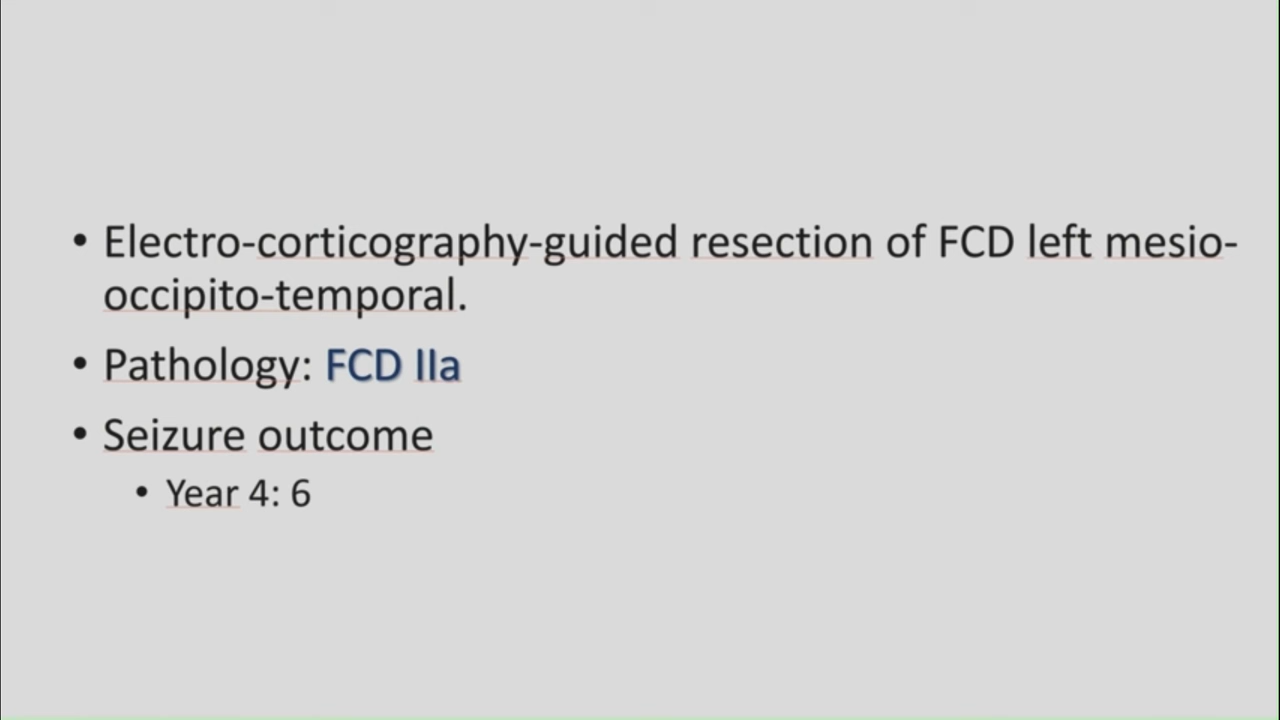 • Electro-corticography-guided resection of FCD left mesio-
occipito-temporal.
• Pathology: FCD IIa
• Seizure outcome
• Year 4: 6